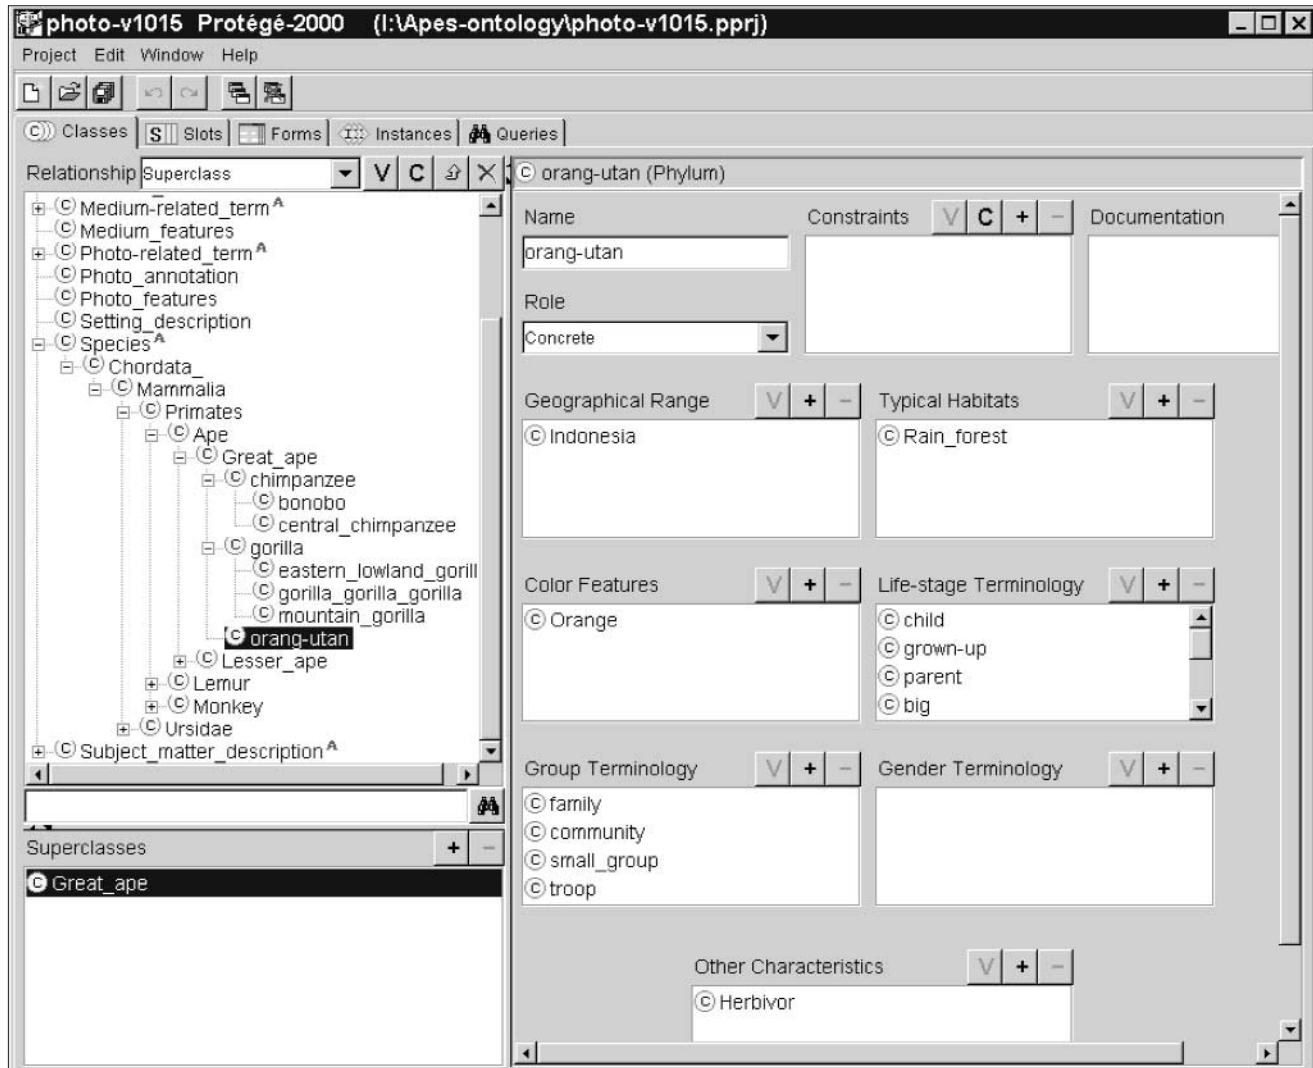 photo-v1015 Protégé-2000 (I:\Apes-ontology\photo-v1015.pprj)
Project Edit Window Help
Classes S Slots Forms Instances Queries
Relationship Superclass V C
Medium-related_term A
Medium_features
Photo-related_term A
Photo_annotation
Photo_features
Setting_description
Species A
Chordata_
Mammalia
Primates
Ape
Great_ape
chimpanzee
bonobo
central_chimpanzee
gorilla
eastern_lowland_gorill
gorilla_gorilla_gorilla
mountain_gorilla
orang-utan
Lesser_ape
Lemur
Monkey
Ursidae
Subject_matter_description A
Superclasses + -
Great_ape
orang-utan (Phylum)
Name
orang-utan
Role
Concrete
Constraints V C + -
Documentation
Geographical Range V + -
Indonesia
Typical Habitats V + -
Rain_forest
Color Features V + -
Orange
Life-stage Terminology V + -
child
grown-up
parent
big
Group Terminology V + -
family
community
small_group
troop
Gender Terminology V + -
Other Characteristics V + -
Herbivor